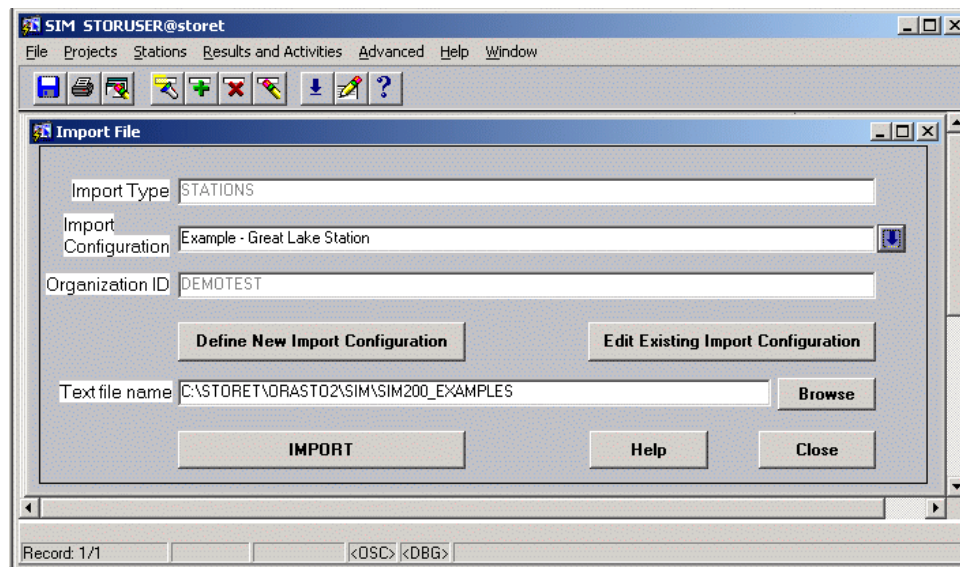 SIM STORUSER@storet
File Projects Stations Results and Activities Advanced Help Window
?
Import File
Import Type STATIONS
Import
Configuration Example - Great Lake Station
Organization ID DEMOTEST
Define New Import Configuration Edit Existing Import Configuration
Text file name C:\STORET\ORASTO2\SIM\SIM200_EXAMPLES Browse
IMPORT Help Close
Record: 1/1 <OSC> <DBG>